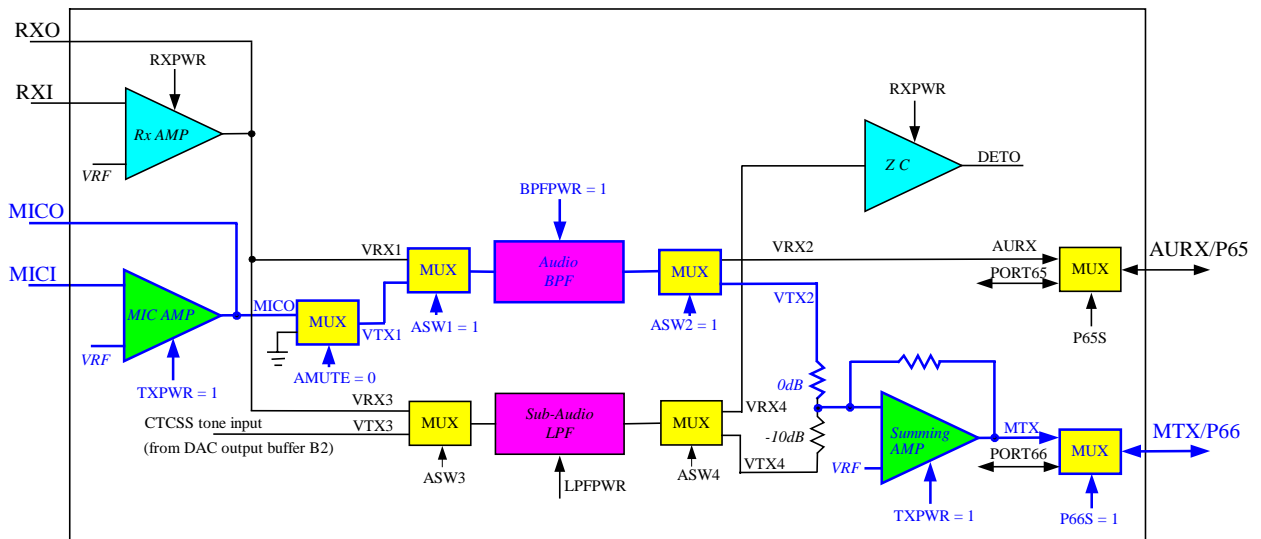 RXO
RXPWR
RXI
Rx AMP
VRF
RXPWR
Z C
DETO
MICO
BPFPWR = 1
MICI
MIC AMP
VRF
TXPWR = 1
MICO
MUX
AMUTE = 0
VTX1
VRX1
MUX
ASW1 = 1
Audio
BPF
MUX
ASW2 = 1
VRX2
VTX2
AURX
PORT65
MUX
P65S
AURX/P65
0dB
-10dB
VRX3
CTCSS tone input
VTX3
(from DAC output buffer B2)
MUX
ASW3
Sub-Audio
LPF
LPFPWR
MUX
ASW4
VRX4
VTX4
Summing
AMP
VRF
TXPWR = 1
MTX
PORT66
MUX
P66S = 1
MTX/P66